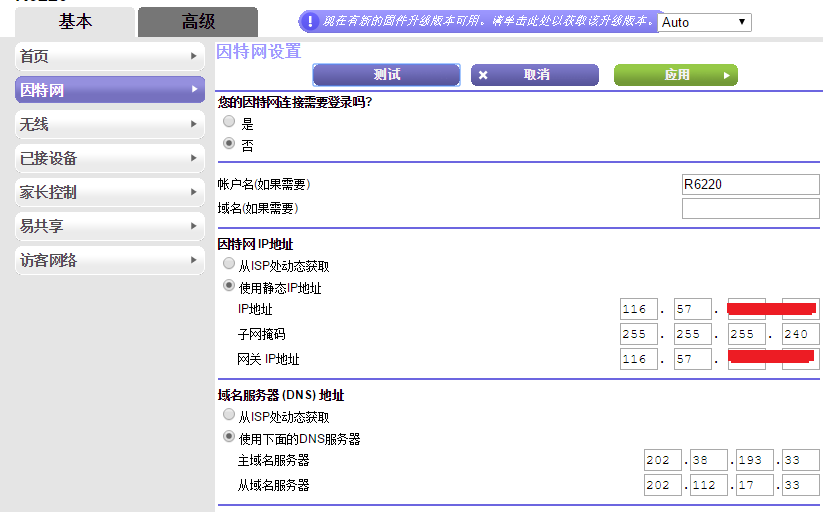 基本
高级
现在有新的固件升级版本可用。请单击此处以获取该升级版本。
Auto
首页
因特网
无线
已接设备
家长控制
易共享
访客网络
因特网设置
测试
取消
应用
您的因特网连接需要登录吗?
是
否
帐户名(如果需要) R6220
域名(如果需要)
因特网 IP地址
从ISP处动态获取
使用静态IP地址
IP地址 116 . 57 .
子网掩码 255 . 255 . 255 . 240
网关 IP地址 116 . 57 .
域名服务器 (DNS) 地址
从ISP处动态获取
使用下面的DNS服务器
主域名服务器 202 . 38 . 193 . 33
从域名服务器 202 . 112 . 17 . 33